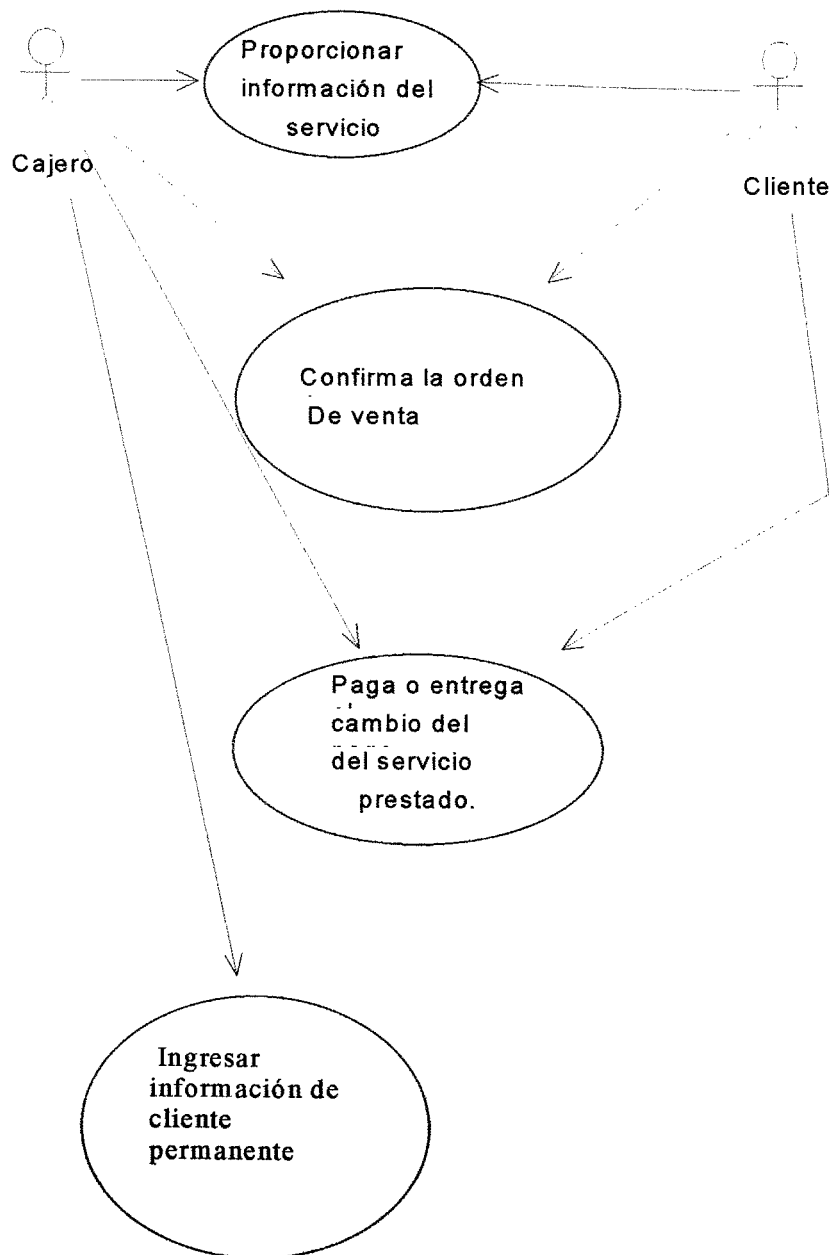 Proporcionar
información del
servicio
Cajero
Cliente
Confirma la orden
De venta
Paga o entrega
cambio del
del servicio
prestado.
Ingresar
información de
cliente
permanente